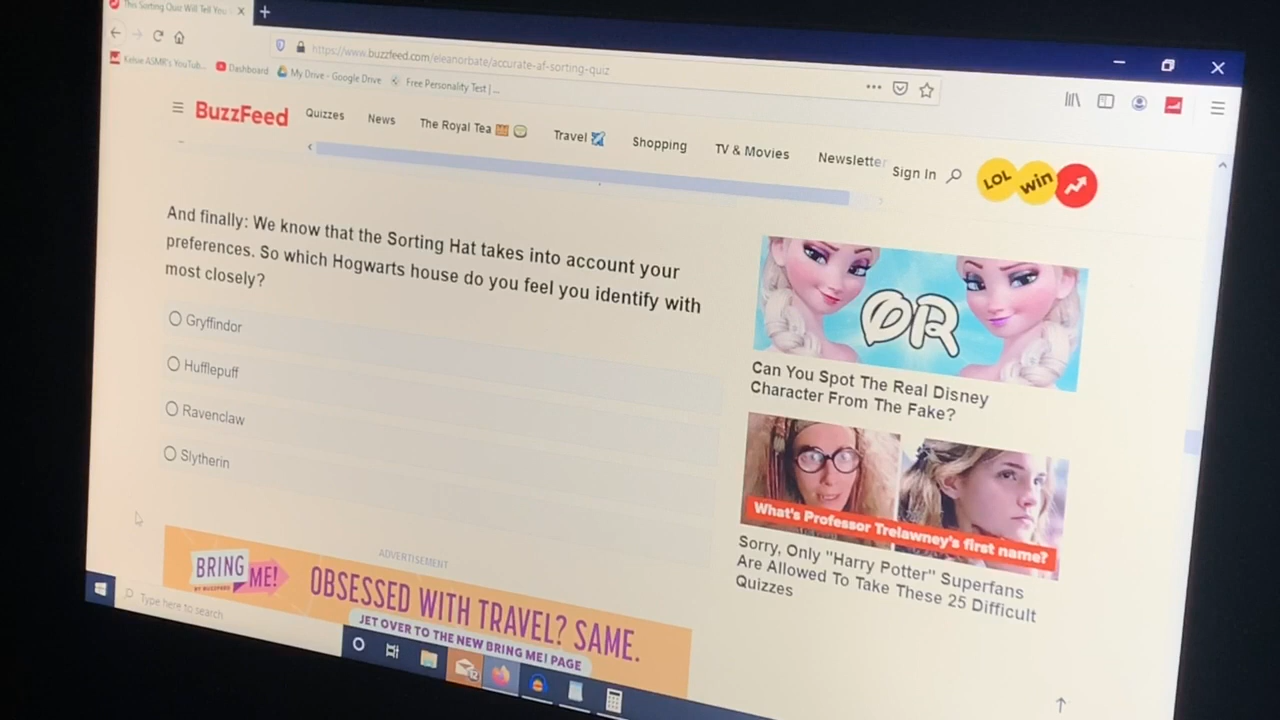 This Sorting Quiz Will Tell You
https://www.buzzfeed.com/eleanorbate/accurate-af-sorting-quiz
Kelsie ASMR's YouTub... Dashboard My Drive - Google Drive Free Personality Test | ...
BuzzFeed Quizzes News The Royal Tea Travel Shopping TV & Movies Newsletter Sign In LOL win
And finally: We know that the Sorting Hat takes into account your
preferences. So which Hogwarts house do you feel you identify with
most closely?
Gryffindor
Hufflepuff
Ravenclaw
Slytherin
OR
Can You Spot The Real Disney
Character From The Fake?
What's Professor Trelawney's first name?
Sorry, Only "Harry Potter" Superfans
Are Allowed To Take These 25 Difficult
Quizzes
ADVERTISEMENT
BRING
ME!
BY BUZZFEED
OBSESSED WITH TRAVEL? SAME.
JET OVER TO THE NEW BRING ME! PAGE
Type here to search